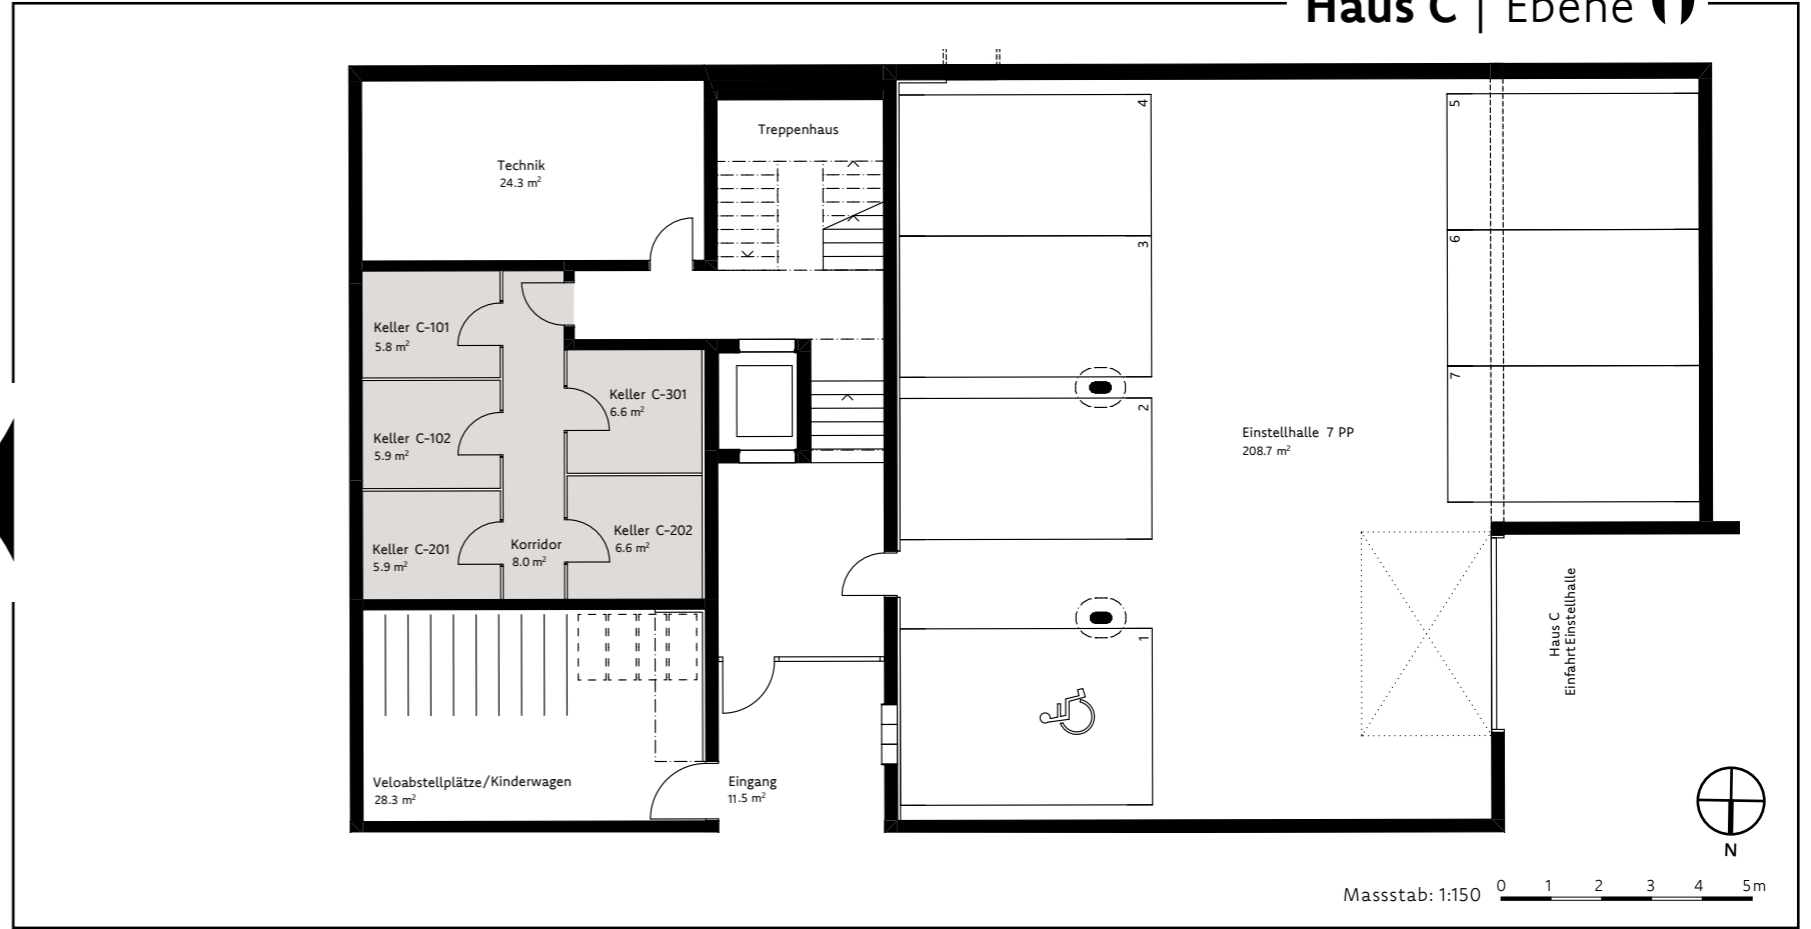 Haus C | Ebene 0
Treppenhaus
Technik
24.3 m²
Keller C-101
5.8 m²
Keller C-102
5.9 m²
Keller C-201
5.9 m²
Korridor
8.0 m²
Keller C-301
6.6 m²
Keller C-202
6.6 m²
Veloabstellplätze/Kinderwagen
28.3 m²
Eingang
11.5 m²
4
3
2
1
Einstellhalle 7 PP
208.7 m²
5
6
7
Haus C
Einfahrt Einstellhalle
N
Massstab: 1:150
0 1 2 3 4 5 m